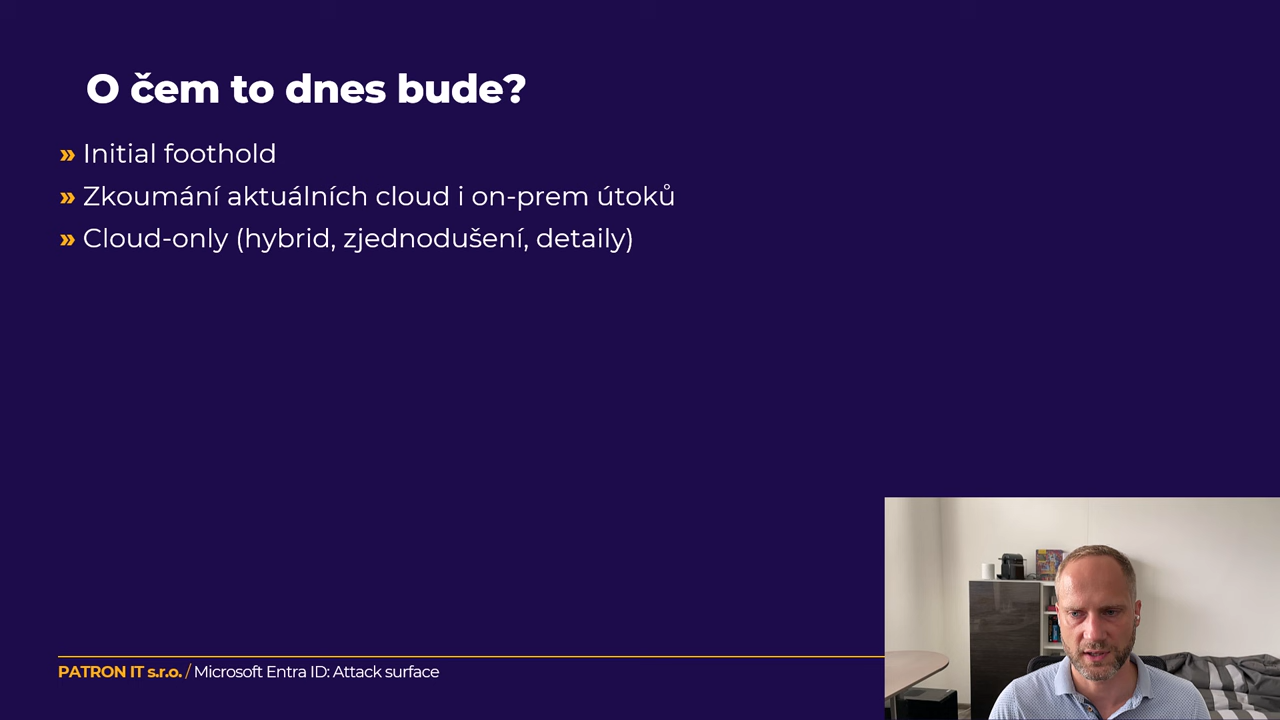 O čem to dnes bude?
» Initial foothold
» Zkoumání aktuálních cloud i on-prem útoků
» Cloud-only (hybrid, zjednodušení, detaily)
PATRON IT s.r.o. / Microsoft Entra ID: Attack surface